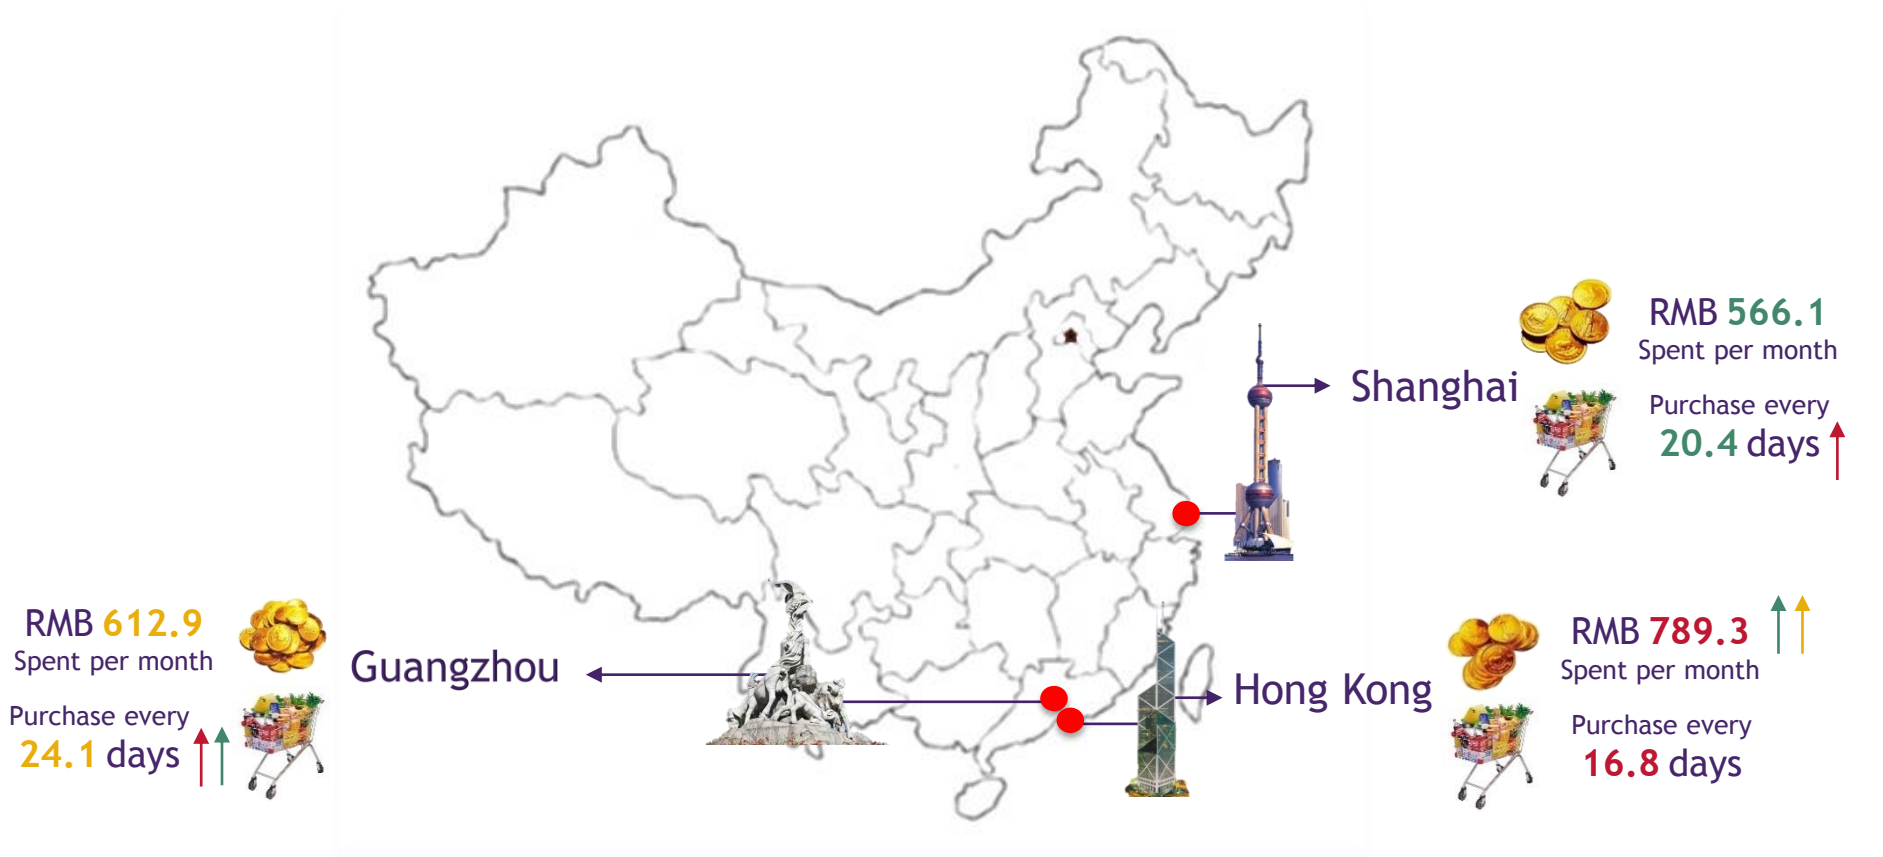 RMB 566.1
Spent per month
Shanghai
Purchase every
20.4 days
RMB 612.9
Spent per month
Guangzhou
Purchase every
24.1 days
RMB 789.3
Spent per month
Hong Kong
Purchase every
16.8 days